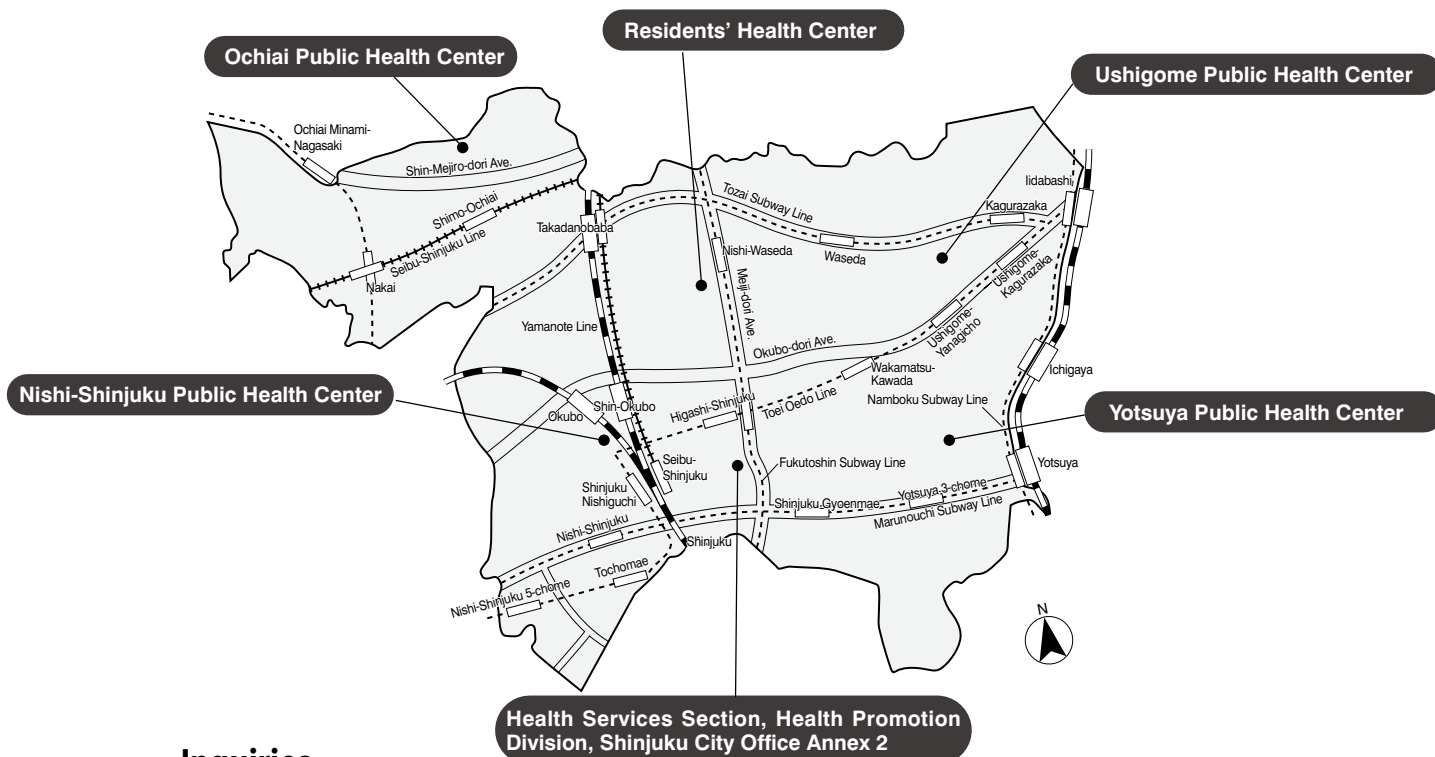 Residents' Health Center
Ochiai Public Health Center
Ushigome Public Health Center
Ochiai Minami-
Nagasaki
Shin-Mejiro-dori Ave.
Shimo-Ochiai
Seibu-Shinjuku Line
Nakai
Takadanobaba
Tozai Subway Line
Iidabashi
Kagurazaka
Waseda
Nishi-Waseda
Meiji-dori Ave.
Ushigome-
Kagurazaka
Ushigome-
Yanagicho
Yamanote Line
Okubo-dori Ave.
Wakamatsu-
Kawada
Ichigaya
Nishi-Shinjuku Public Health Center
Shin-Okubo
Okubo
Higashi-Shinjuku
Toei Oedo Line
Namboku Subway Line
Yotsuya Public Health Center
Seibu-
Shinjuku
Fukutoshin Subway Line
Yotsuya
Shinjuku
Nishiguchi
Shinjuku-Gyoenmae
Yotsuya 3-chome
Marunouchi Subway Line
Nishi-Shinjuku
Shinjuku
Tochomae
Nishi-Shinjuku 5-chome
N
Health Services Section, Health Promotion
Division, Shinjuku City Office Annex 2
Inquiries